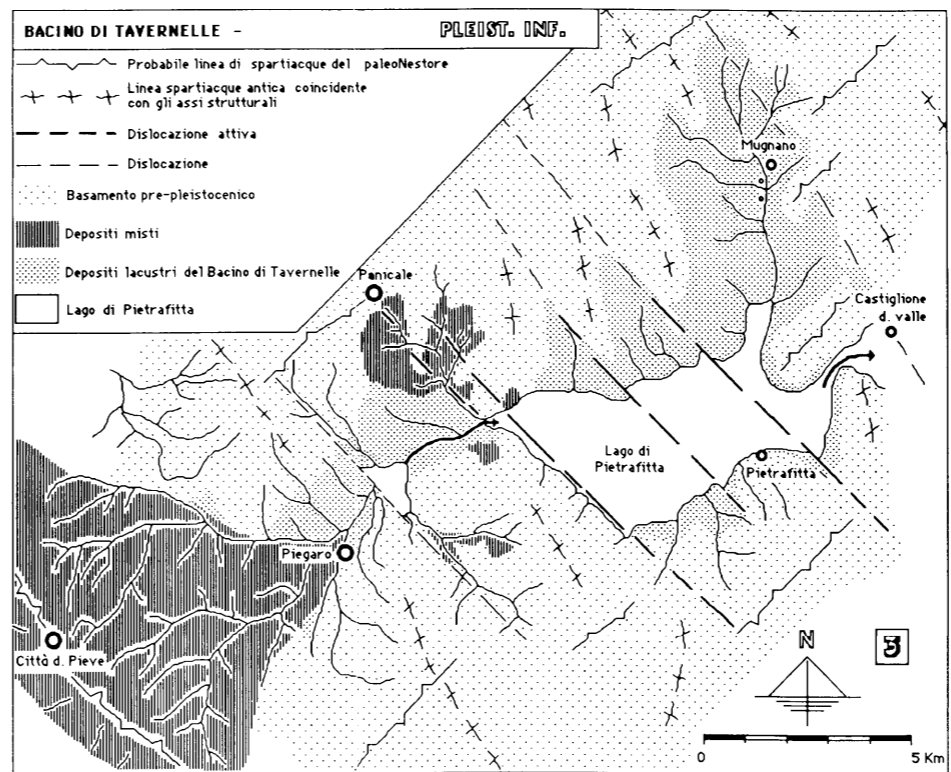 BACINO DI TAVERNELLE - PLEIST. INF.
Probabile linea di spartiacque del paleoNestore
Linea spartiacque antica coincidente
con gli assi strutturali
Dislocazione attiva
Dislocazione
Basamento pre-pleistocenico
Depositi misti
Depositi lacustri del Bacino di Tavernelle
Lago di Pietrafitta
Mugnano
Panicale
Castiglione
d. valle
Lago di
Pietrafitta
Pietrafitta
Piegaro
Città d. Pieve
N
3
0
5 Km